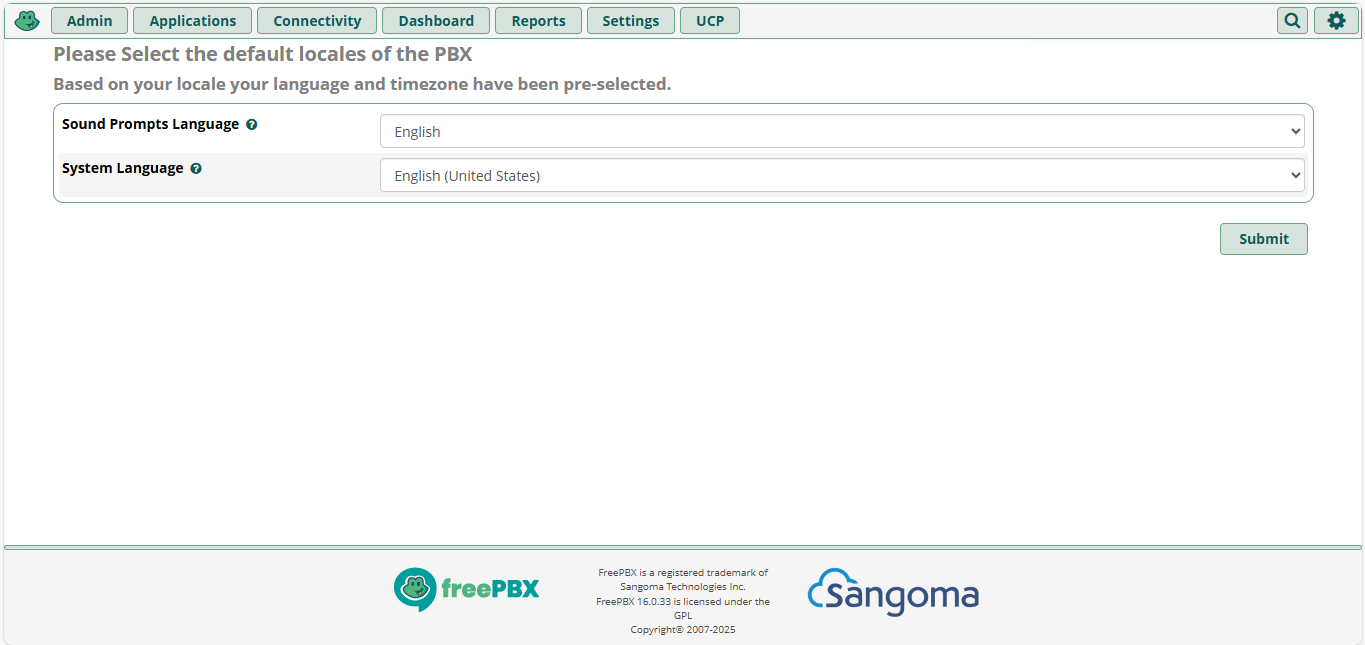 Admin Applications Connectivity Dashboard Reports Settings UCP
Please Select the default locales of the PBX
Based on your locale your language and timezone have been pre-selected.
Sound Prompts Language
English
System Language
English (United States)
Submit
freePBX
FreePBX is a registered trademark of
Sangoma Technologies Inc.
FreePBX 16.0.33 is licensed under the
GPL
Copyright© 2007-2025
Sangoma